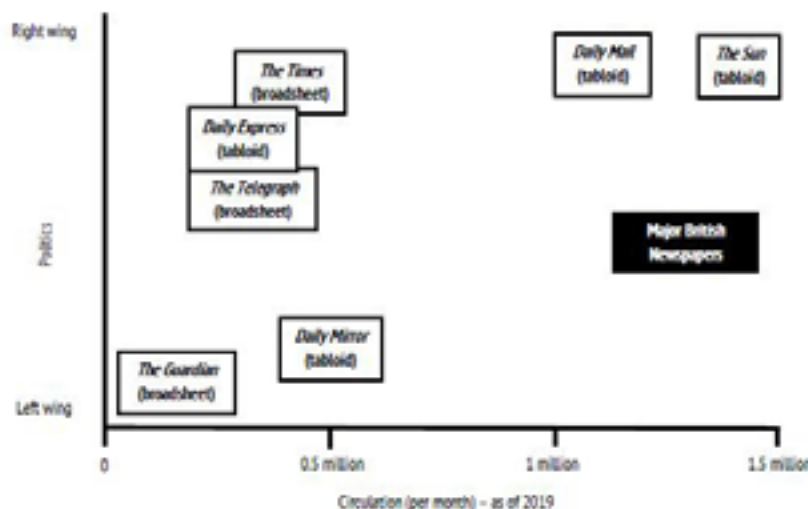 Right wing
The Times
(broadsheet)
Daily Mail
(tabloid)
The Sun
(tabloid)
Daily Express
(tabloid)
The Telegraph
(broadsheet)
Politics
Major British
Newspapers
Daily Mirror
(tabloid)
The Guardian
(broadsheet)
Left wing
0
0.5 million
1 million
1.5 million
Circulation (per month) – as of 2019